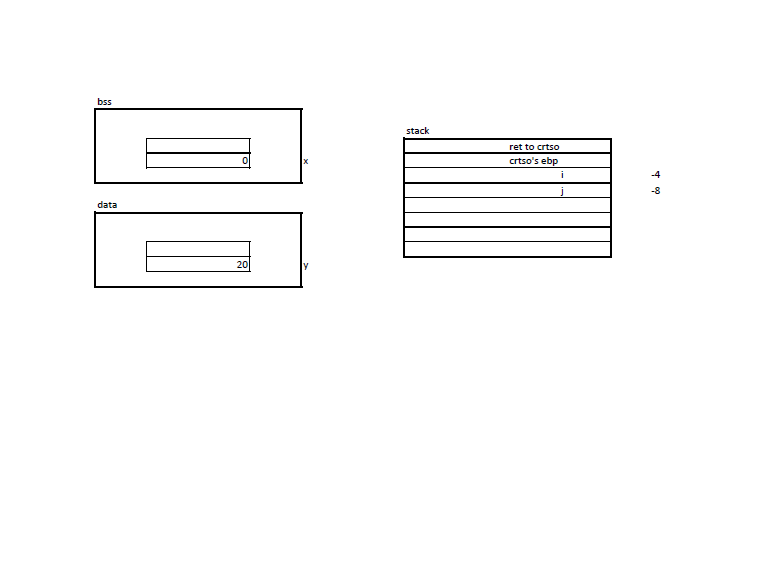 bss
0 x
data
20 y
stack
ret to crtso
crtso's ebp
i -4
j -8